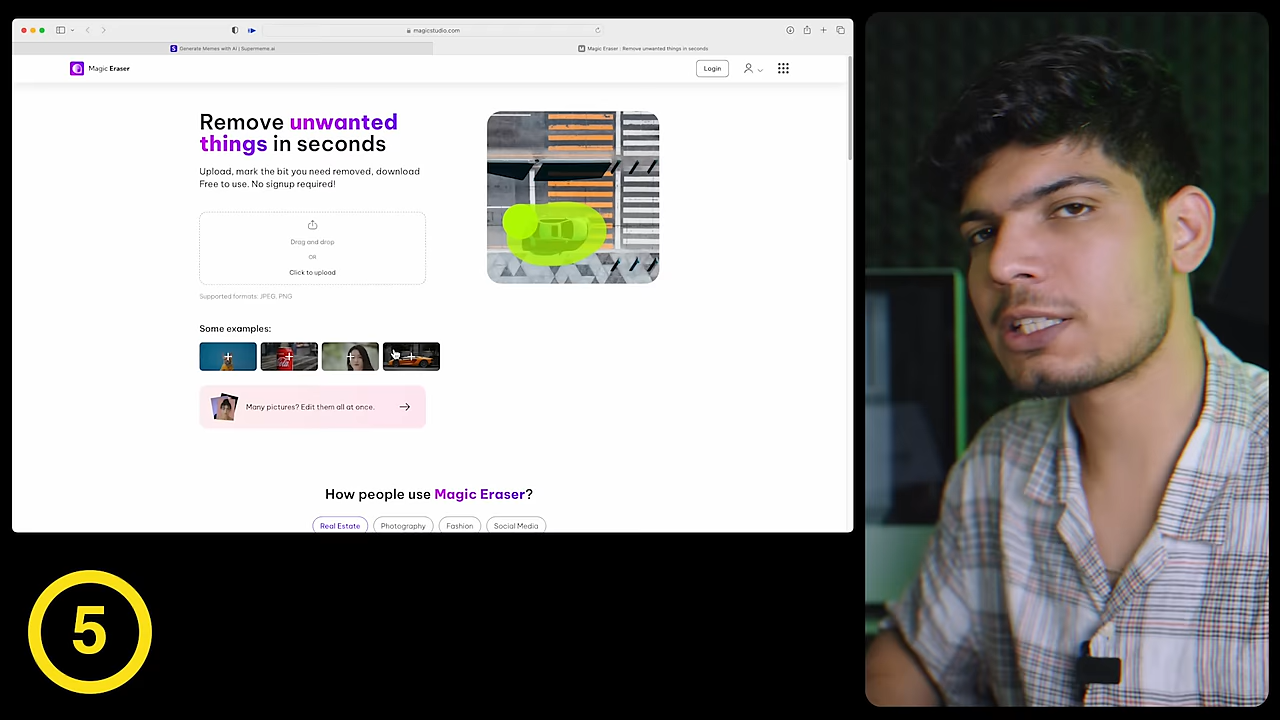 magicstudio.com
S Generate Memes with AI | Supermeme.ai
M Magic Eraser : Remove unwanted things in seconds
Magic Eraser
Login
Remove unwanted
things in seconds
Upload, mark the bit you need removed, download
Free to use. No signup required!
Drag and drop
OR
Click to upload
Supported formats: JPEG, PNG
Some examples:
Many pictures? Edit them all at once.
How people use Magic Eraser?
Real Estate
Photography
Fashion
Social Media
5